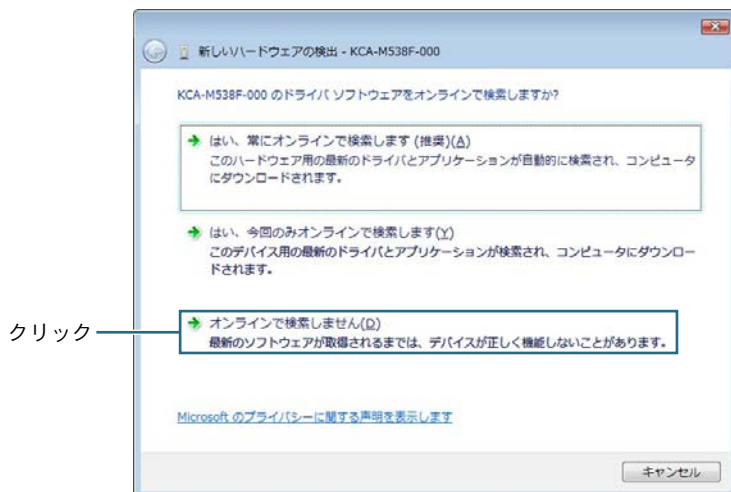 新しいハードウェアの検出 - KCA-M538F-000
KCA-M538F-000 のドライバ ソフトウェアをオンラインで検索しますか?
はい、常にオンラインで検索します (推奨)(A)
このハードウェア用の最新のドライバとアプリケーションが自動的に検索され、コンピュータ
にダウンロードされます。
はい、今回のみオンラインで検索します(Y)
このデバイス用の最新のドライバとアプリケーションが検索され、コンピュータにダウンロー
ドされます。
クリック
オンラインで検索しません(D)
最新のソフトウェアが取得されるまでは、デバイスが正しく機能しないことがあります。
Microsoft のプライバシーに関する声明を表示します
キャンセル